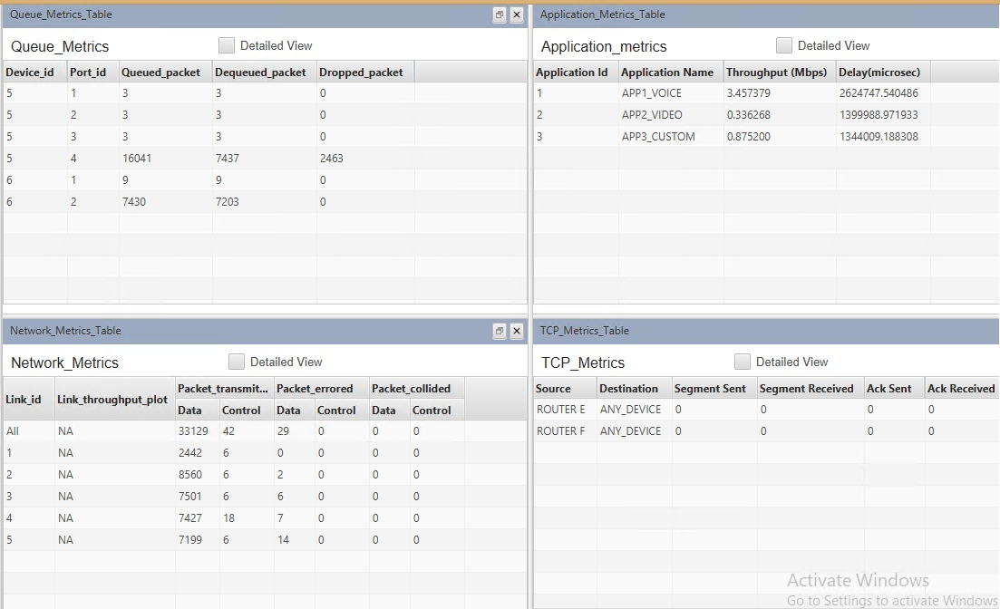 Queue_Metrics_Table
Queue_Metrics Detailed View
Device_id Port_id Queued_packet Dequeued_packet Dropped_packet
5 1 3 3 0
5 2 3 3 0
5 3 3 3 0
5 4 16041 7437 2463
6 1 9 9 0
6 2 7430 7203 0
Application_Metrics_Table
Application_metrics Detailed View
Application Id Application Name Throughput (Mbps) Delay(microsec)
1 APP1_VOICE 3.457379 2624747.540486
2 APP2_VIDEO 0.336268 1399988.971933
3 APP3_CUSTOM 0.875200 1344009.188308
Network_Metrics_Table
Network_Metrics Detailed View
Link_id Link_throughput_plot Packet_transmit... Packet_errored Packet_collided
Data Control Data Control Data Control
All NA 33129 42 29 0 0 0
1 NA 2442 6 0 0 0 0
2 NA 8560 6 2 0 0 0
3 NA 7501 6 6 0 0 0
4 NA 7427 18 7 0 0 0
5 NA 7199 6 14 0 0 0
TCP_Metrics_Table
TCP_Metrics Detailed View
Source Destination Segment Sent Segment Received Ack Sent Ack Received
ROUTER E ANY_DEVICE 0 0 0 0
ROUTER F ANY_DEVICE 0 0 0 0
Activate Windows
Go to Settings to activate Windows